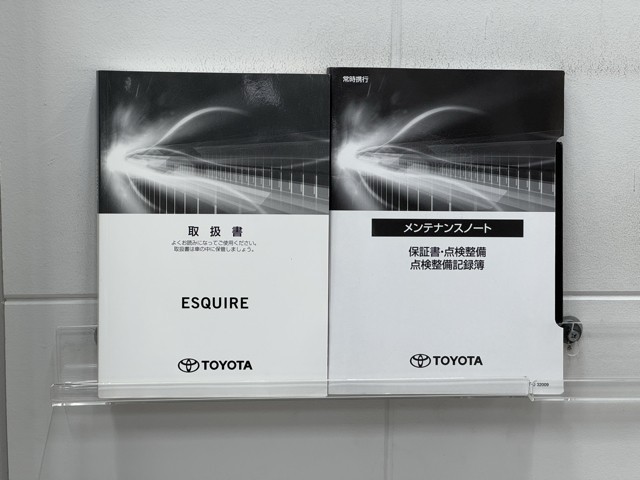 取扱書
よくお読みになってご使用ください。
取扱書は車の中に保管しましょう。
ESQUIRE
TOYOTA
常時携行
メンテナンスノート
保証書・点検整備
点検整備記録簿
TOYOTA